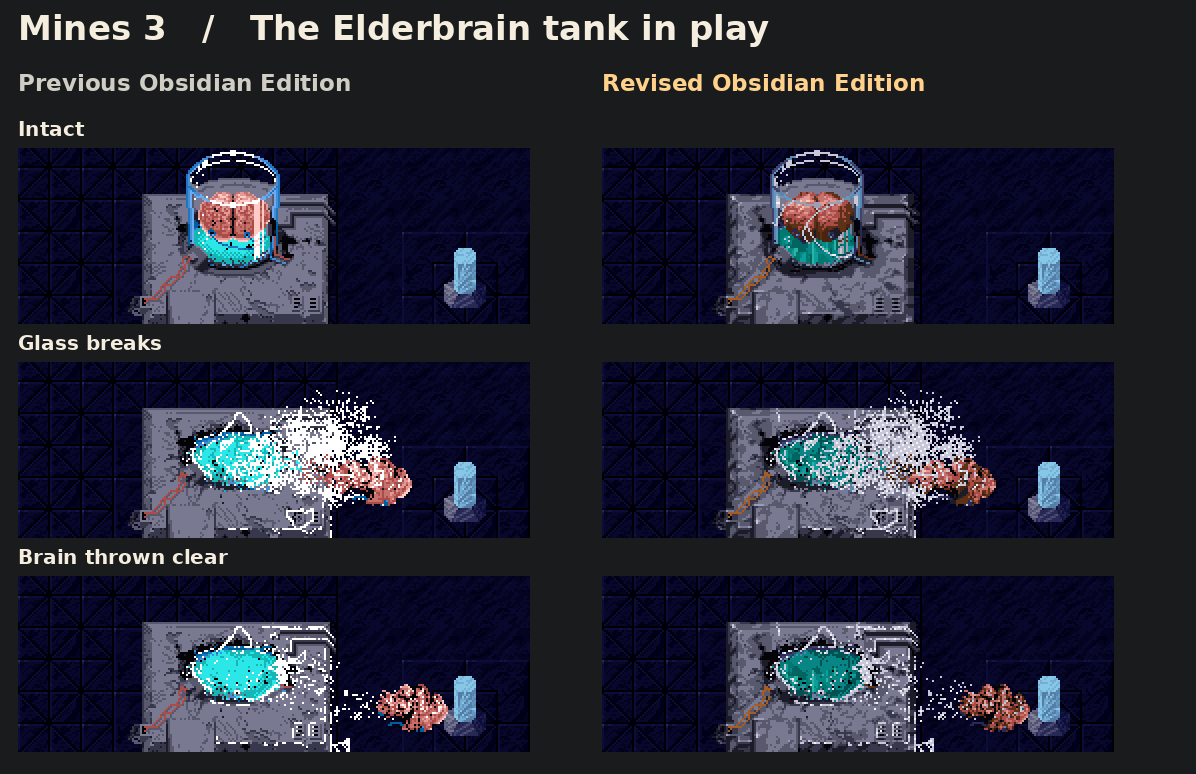 Mines 3 / The Elderbrain tank in play
Previous Obsidian Edition
Revised Obsidian Edition
Intact
Glass breaks
Brain thrown clear